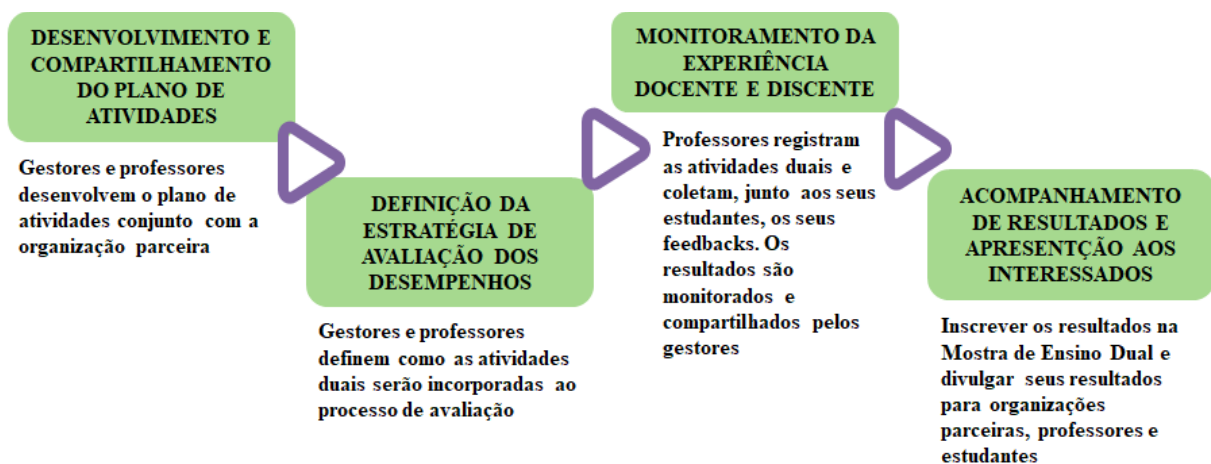 DESENVOLVIMENTO E
COMPARTILHAMENTO
DO PLANO DE
ATIVIDADES
Gestores e professores
desenvolvem o plano de
atividades conjunto com a
organização parceira
DEFINIÇÃO DA
ESTRATÉGIA DE
AVALIAÇÃO DOS
DESEMPENHOS
Gestores e professores
definem como as atividades
duais serão incorporadas ao
processo de avaliação
MONITORAMENTO DA
EXPERIÊNCIA
DOCENTE E DISCENTE
Professores registram
as atividades duais e
coletam, junto aos seus
estudantes, os seus
feedbacks. Os
resultados são
monitorados e
compartilhados pelos
gestores
ACOMPANHAMENTO
DE RESULTADOS E
APRESENTÇÃO AOS
INTERESSADOS
Inscrever os resultados na
Mostra de Ensino Dual e
divulgar seus resultados
para organizações
parceiras, professores e
estudantes